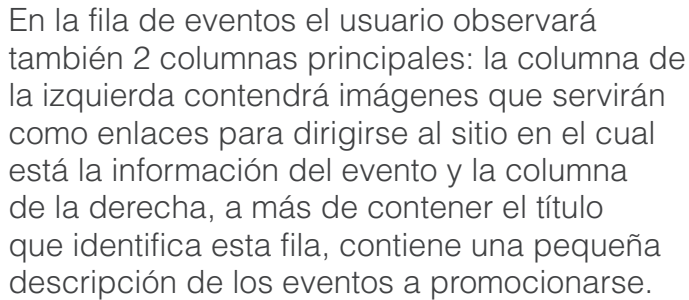 En la fila de eventos el usuario observará
también 2 columnas principales: la columna de
la izquierda contendrá imágenes que servirán
como enlaces para dirigirse al sitio en el cual
está la información del evento y la columna
de la derecha, a más de contener el título
que identifica esta fila, contiene una pequeña
descripción de los eventos a promocionarse.